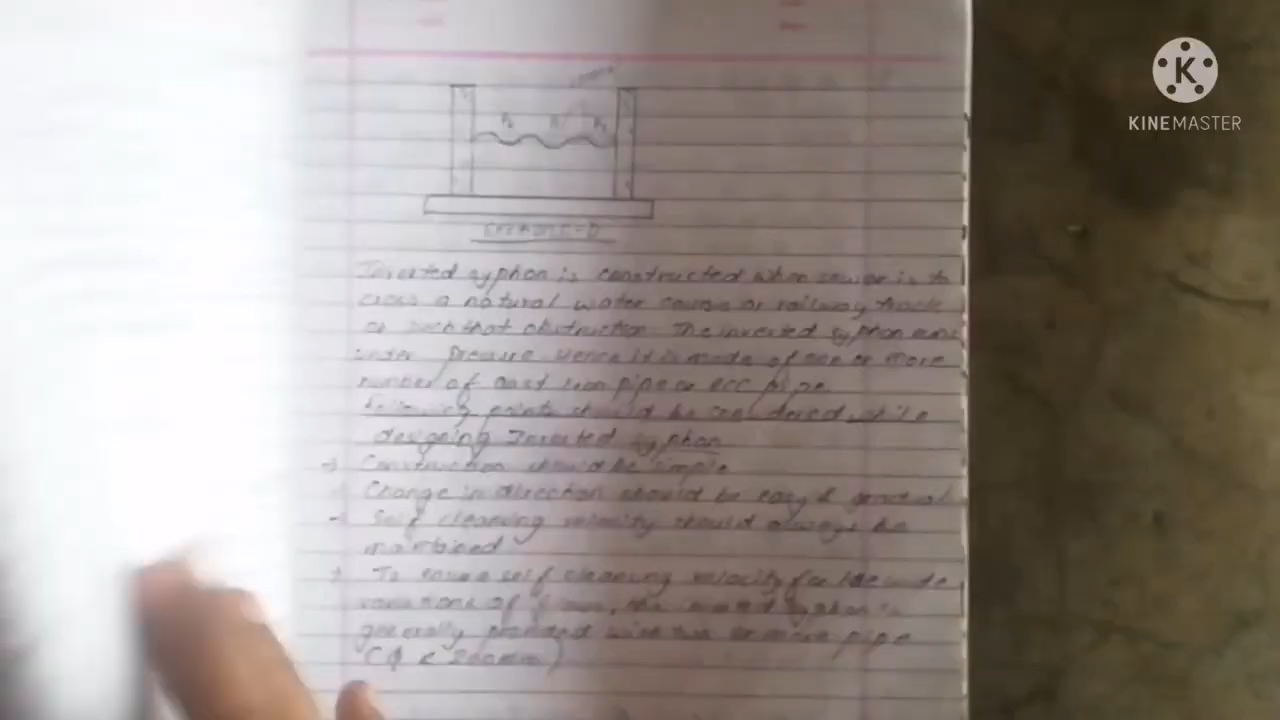 KINEMASTER
Inverted syphon is constructed when sewer is to
cross a natural water course or railway track
or such that obstruction. The inverted syphon runs
under pressure Hence it is made of one or more
number of cast iron pipe or RCC pipe.
Following points should be considered while
designing Inverted syphon
→ Construction should be simple
Change in direction should be easy & gradual
Self cleaning velocity should always be
To ensure self cleaning velocity for the wide
variations of flows, the syphon is
generally provided with two or more pipe